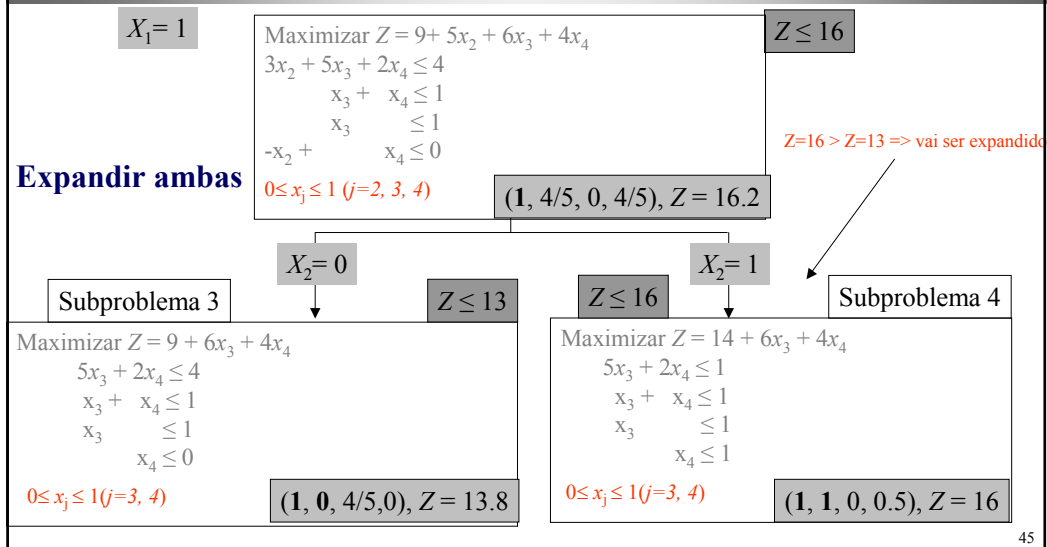 X₁= 1
Maximizar Z = 9+ 5x₂ + 6x₃ + 4x₄
Z ≤ 16
3x₂ + 5x₃ + 2x₄ ≤ 4
x₃ + x₄ ≤ 1
x₃ ≤ 1
-x₂ + x₄ ≤ 0
0≤ xⱼ ≤ 1 (j=2, 3, 4)
(1, 4/5, 0, 4/5), Z = 16.2
Z=16 > Z=13 => vai ser expandido
Expandir ambas
X₂= 0
X₂= 1
Subproblema 3
Z ≤ 13
Maximizar Z = 9 + 6x₃ + 4x₄
5x₃ + 2x₄ ≤ 4
x₃ + x₄ ≤ 1
x₃ ≤ 1
x₄ ≤ 0
0≤ xⱼ ≤ 1(j=3, 4)
(1, 0, 4/5,0), Z = 13.8
Z ≤ 16
Subproblema 4
Maximizar Z = 14 + 6x₃ + 4x₄
5x₃ + 2x₄ ≤ 1
x₃ + x₄ ≤ 1
x₃ ≤ 1
x₄ ≤ 1
0≤ xⱼ ≤ 1(j=3, 4)
(1, 1, 0, 0.5), Z = 16
45